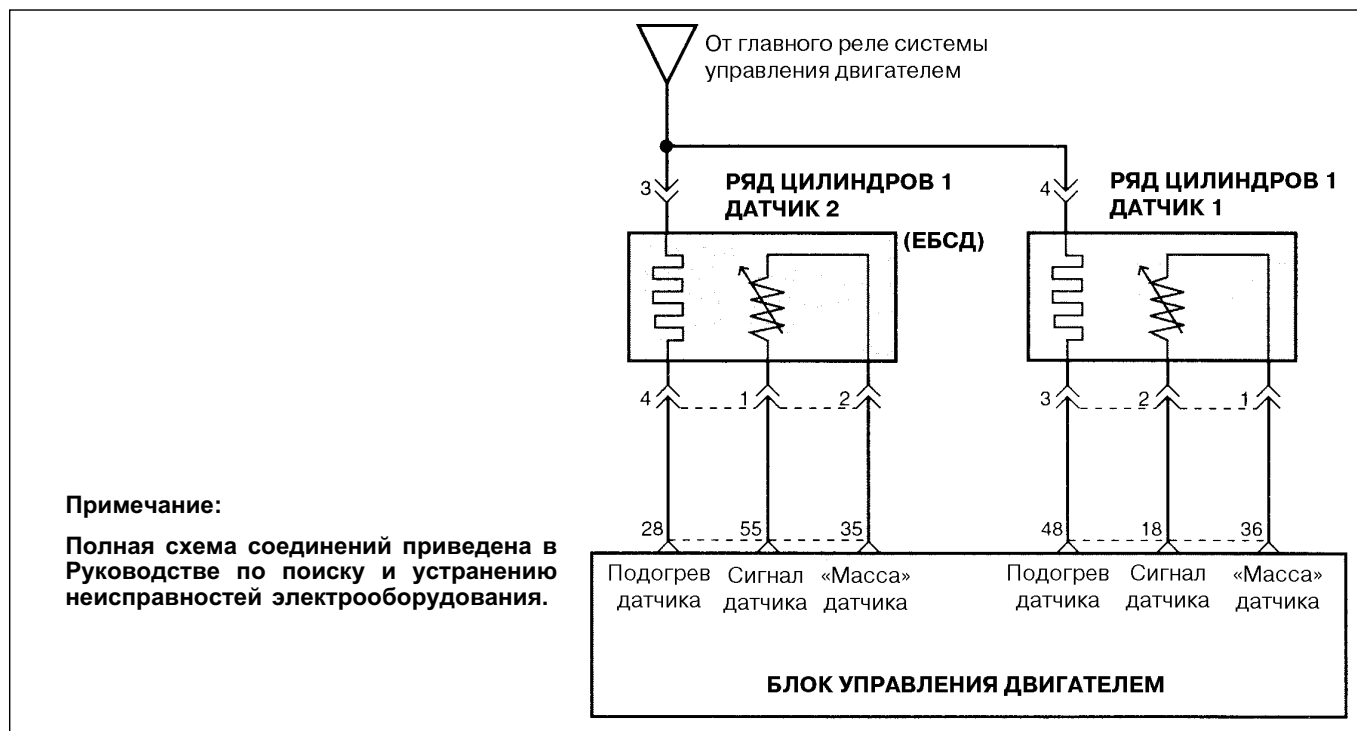 От главного реле системы
управления двигателем
3
РЯД ЦИЛИНДРОВ 1
ДАТЧИК 2
(ЕБСД)
4
РЯД ЦИЛИНДРОВ 1
ДАТЧИК 1
4 1 2
3 2 1
28 55 35
48 18 36
Подогрев датчика
Сигнал датчика
«Масса» датчика
Подогрев датчика
Сигнал датчика
«Масса» датчика
БЛОК УПРАВЛЕНИЯ ДВИГАТЕЛЕМ
Примечание:
Полная схема соединений приведена в
Руководстве по поиску и устранению
неисправностей электрооборудования.